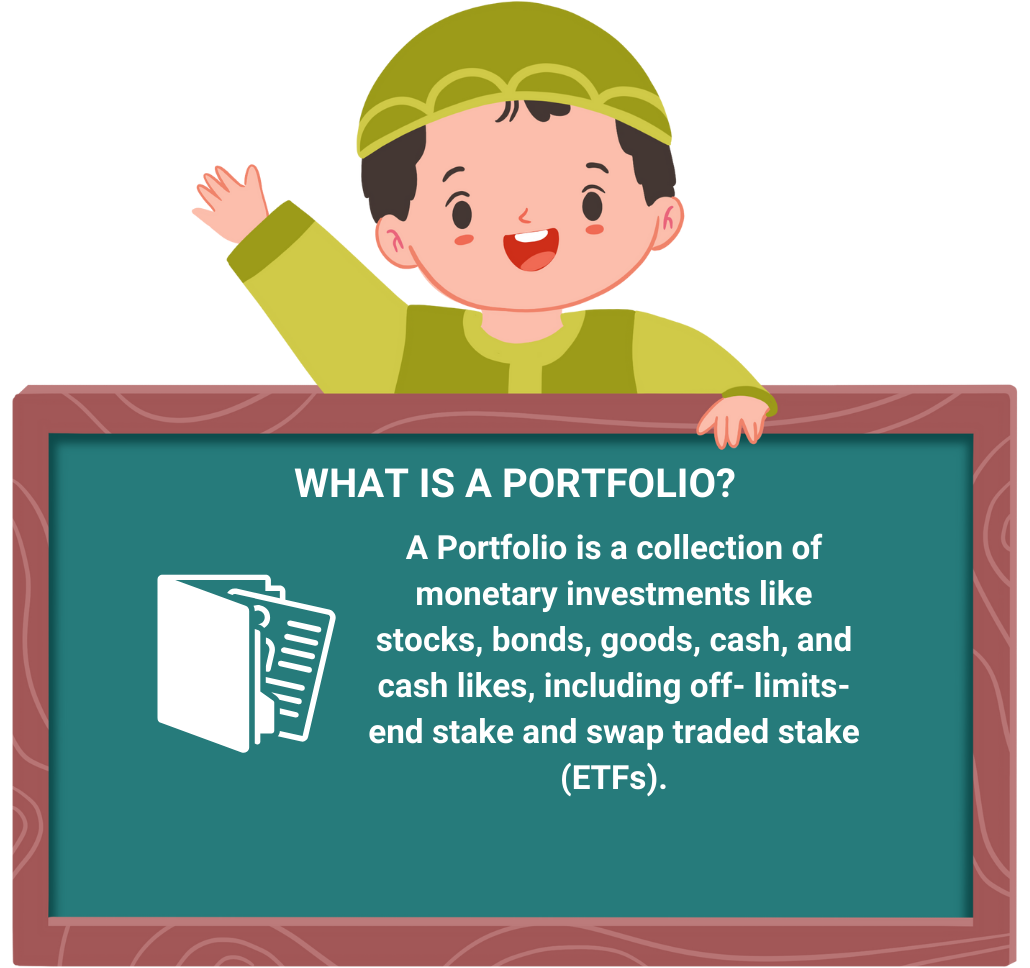 WHAT IS A PORTFOLIO?
A Portfolio is a collection of
monetary investments like
stocks, bonds, goods, cash, and
cash likes, including off- limits-
end stake and swap traded stake
(ETFs).